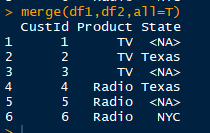 > merge(df1,df2,all=T)
CustId Product State
1 1 TV <NA>
2 2 TV Texas
3 3 TV <NA>
4 4 Radio Texas
5 5 Radio <NA>
6 6 Radio NYC
>